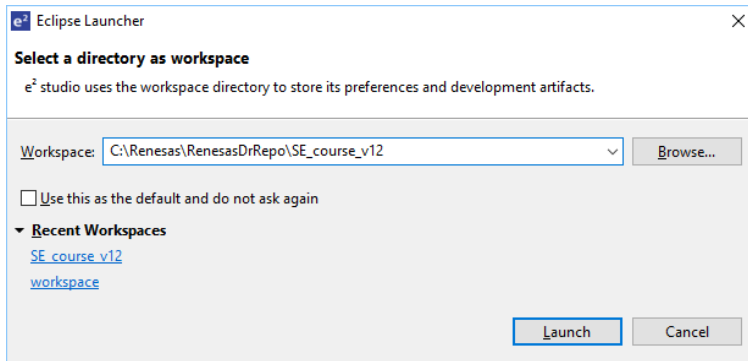 e² Eclipse Launcher
Select a directory as workspace
e² studio uses the workspace directory to store its preferences and development artifacts.
Workspace: C:\Renesas\RenesasDrRepo\SE_course_v12 Browse...
Use this as the default and do not ask again
Recent Workspaces
SE_course_v12
workspace
Launch Cancel